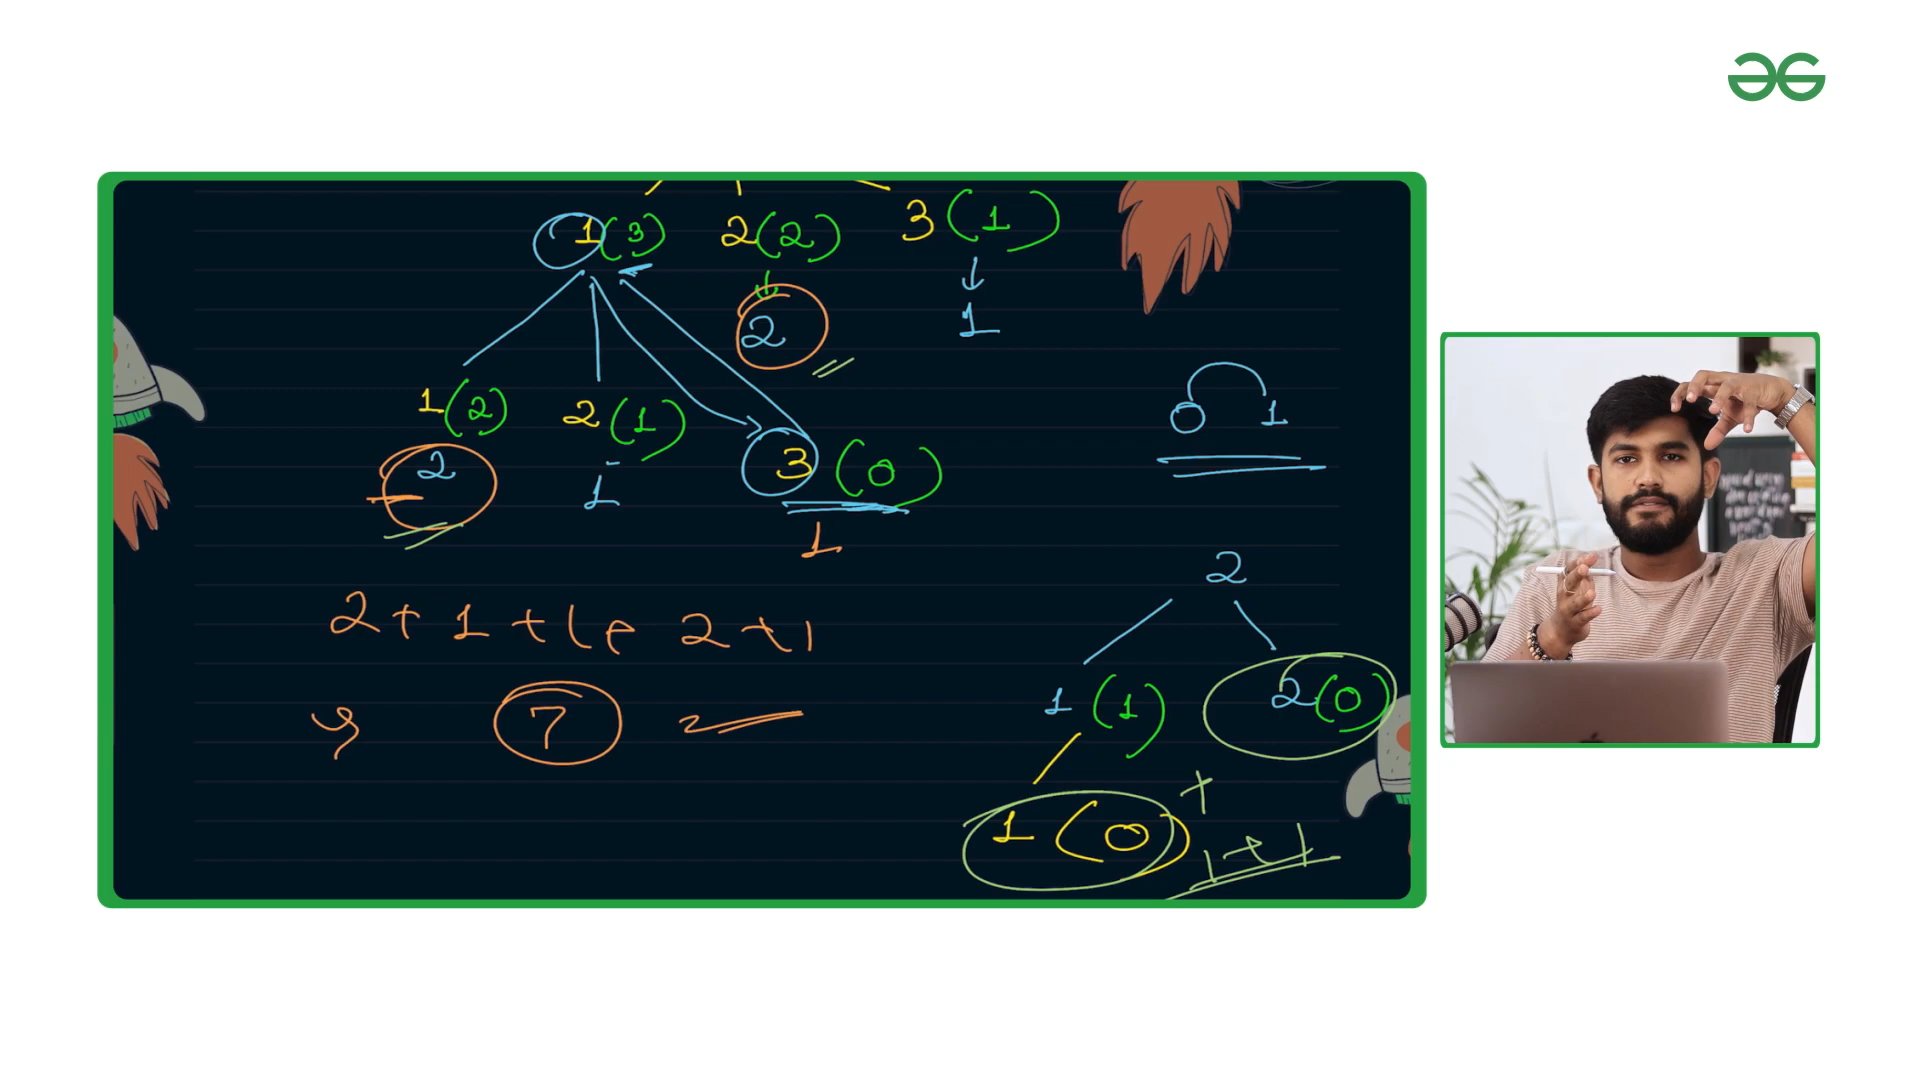 1(3) 2(2) 3(1)
2 1
1(2) 2(1) 3(0)
2 1 1
0 1
2
2+1+1+2+1
1(1) 2(0)
7
1(0) + 1+1